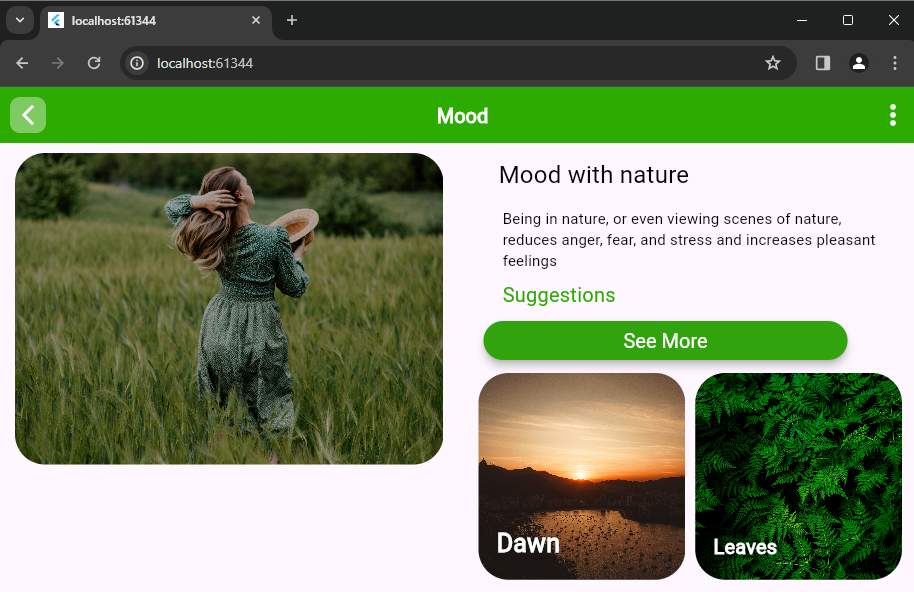 localhost:61344
localhost:61344
Mood
Mood with nature
Being in nature, or even viewing scenes of nature,
reduces anger, fear, and stress and increases pleasant
feelings
Suggestions
See More
Dawn
Leaves